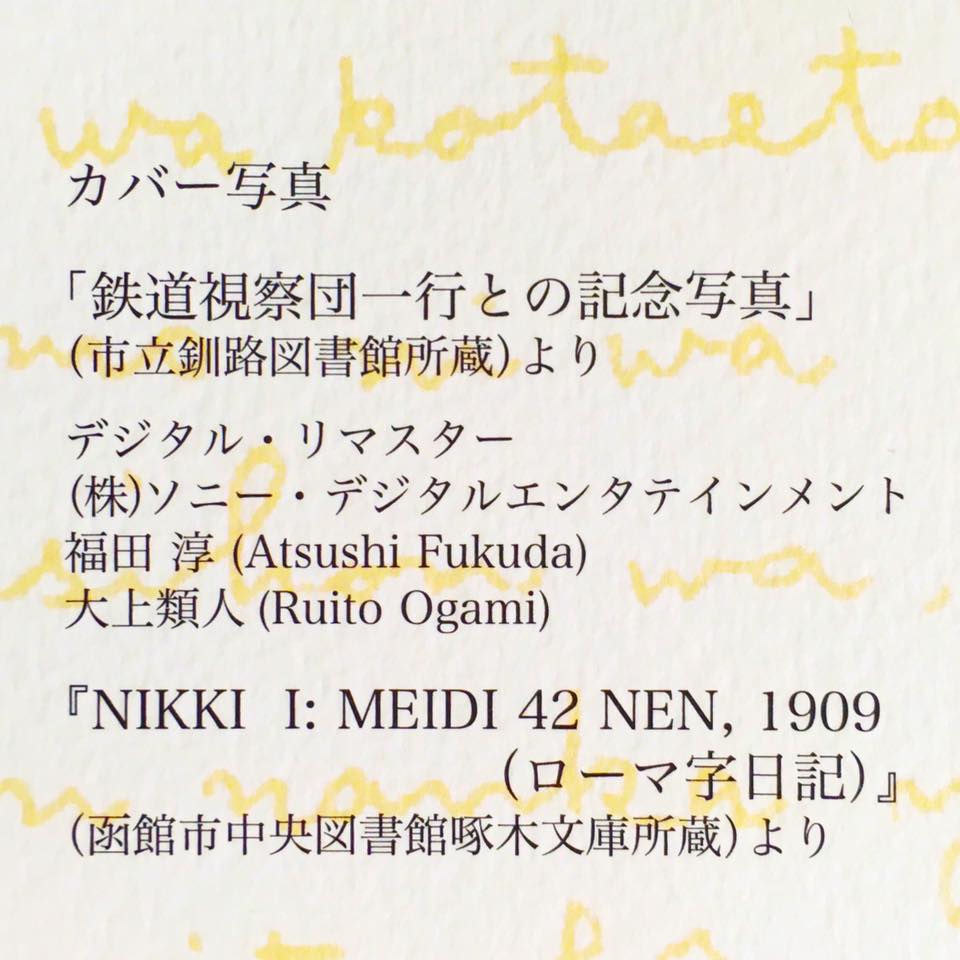 wa kotaeto
カバー写真
「鉄道視察団一行との記念写真」
wa
(市立釧路図書館所蔵)より
デジタル・リマスター
(株)ソニー・デジタルエンタテインメント
福田 淳 (Atsushi Fukuda)
wa,
大上類人 (Ruito Ogami)
『NIKKI I: MEIDI 42 NEN, 1909
(ローマ字日記)』
(函館市中央図書館啄木文庫所蔵)より